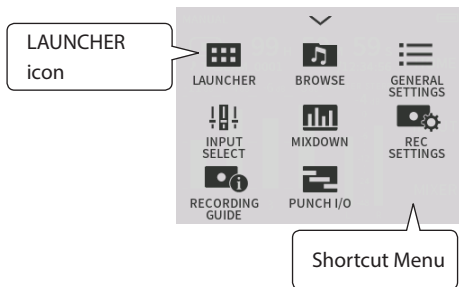 LAUNCHER
icon
LAUNCHER
BROWSE
GENERAL
SETTINGS
INPUT
SELECT
MIXDOWN
REC
SETTINGS
RECORDING
GUIDE
PUNCH I/O
Shortcut Menu